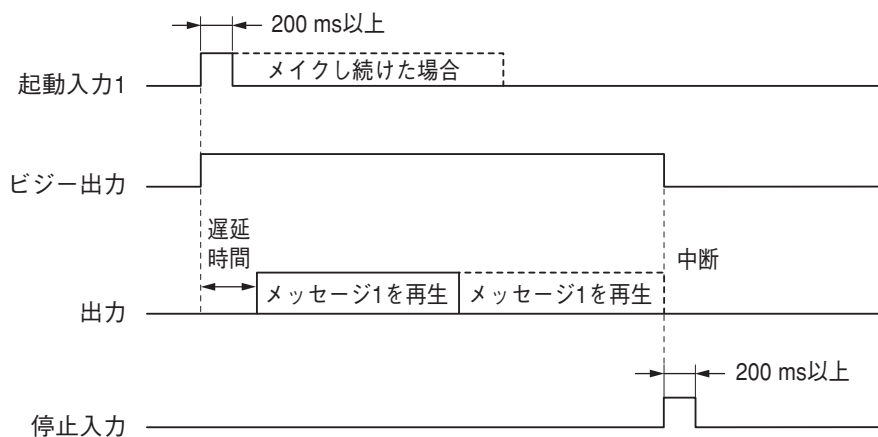 200 ms以上
起動入力1
メイクし続けた場合
ビジー出力
遅延
時間
中断
出力
メッセージ1を再生
メッセージ1を再生
200 ms以上
停止入力